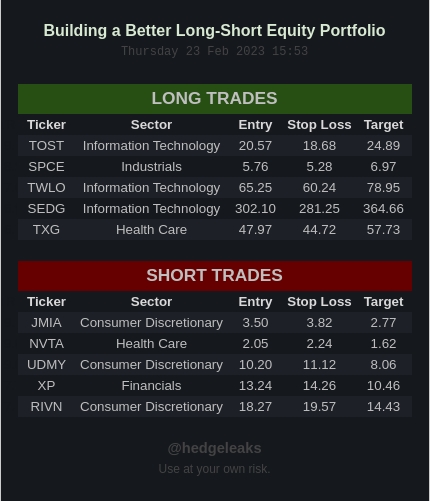 Building a Better Long-Short Equity Portfolio
Thursday 23 Feb 2023 15:53
LONG TRADES
Ticker Sector Entry Stop Loss Target
TOST Information Technology 20.57 18.68 24.89
SPCE Industrials 5.76 5.28 6.97
TWLO Information Technology 65.25 60.24 78.95
SEDG Information Technology 302.10 281.25 364.66
TXG Health Care 47.97 44.72 57.73
SHORT TRADES
Ticker Sector Entry Stop Loss Target
JMIA Consumer Discretionary 3.50 3.82 2.77
NVTA Health Care 2.05 2.24 1.62
UDMY Consumer Discretionary 10.20 11.12 8.06
XP Financials 13.24 14.26 10.46
RIVN Consumer Discretionary 18.27 19.57 14.43
@hedgeleaks
Use at your own risk.